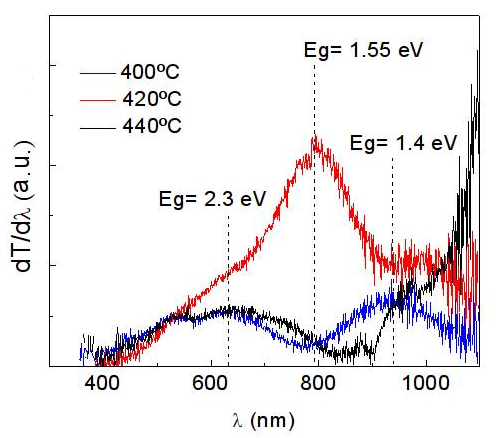 Eg= 1.55 eV
400ºC
420ºC
440ºC
Eg= 1.4 eV
Eg= 2.3 eV
dT/dλ (a.u.)
400 600 800 1000
λ (nm)